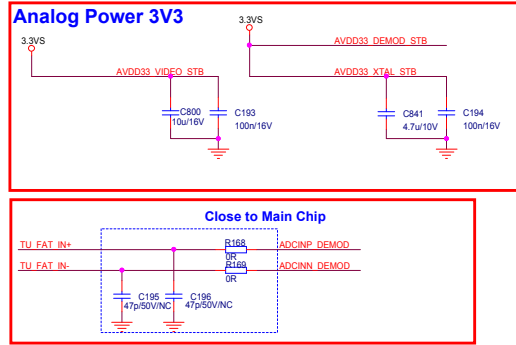 Analog Power 3V3
3.3VS
3.3VS
AVDD33_DEMOD_STB
AVDD33_VIDEO_STB
AVDD33_XTAL_STB
C800
10u/16V
C193
100n/16V
C841
4.7u/10V
C194
100n/16V
Close to Main Chip
TU_FAT_IN+
R168
0R
ADCINP_DEMOD
TU_FAT_IN-
R169
0R
ADCINN_DEMOD
C195
47p/50V/NC
C196
47p/50V/NC